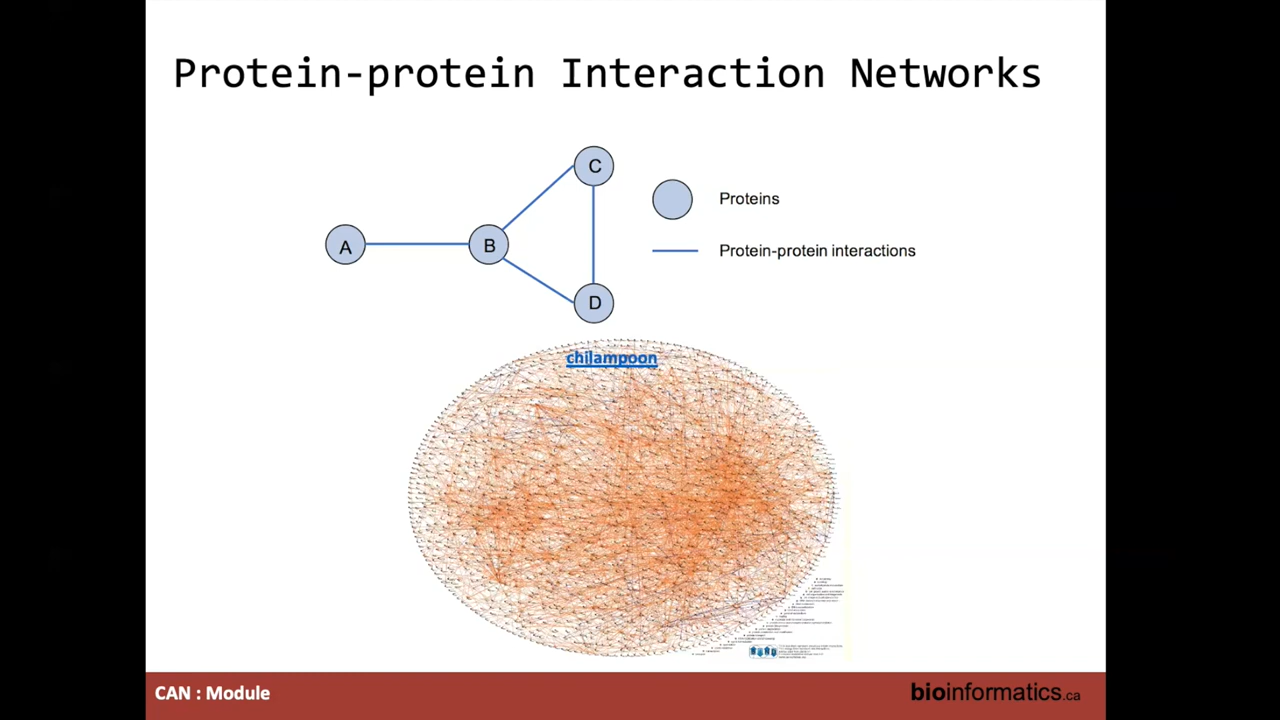 Protein-protein Interaction Networks
C
Proteins
A
B
Protein-protein interactions
D
chilampoon
CAN : Module
bioinformatics.ca